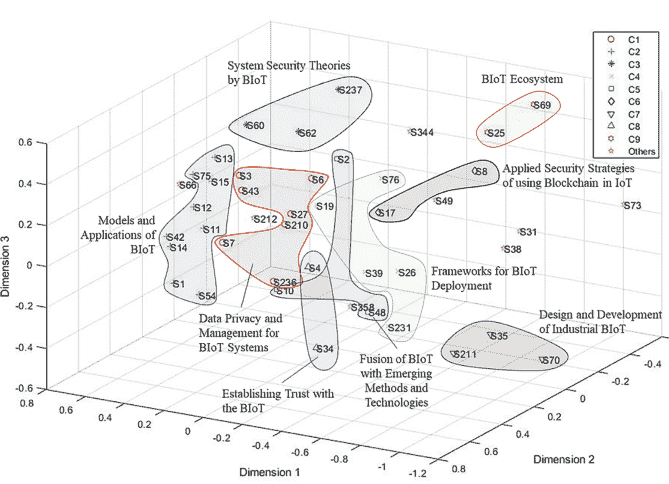 System Security Theories
by BIoT
BIoT Ecosystem
C1
C2
C3
C4
C5
C6
C7
C8
C9
Others
S237
S69
S60
S62
S344
S25
0.6
S13
S2
S8
Applied Security Strategies
of using Blockchain in IoT
S75
S66
S15
S3
S43
S6
S76
0.4
S12
S19
S17
S49
S73
0.2
Models and
Applications of
BIoT
S212
S27
S210
S42
S14
S11
S7
S31
S38
0
S4
S39
S26
Frameworks for BIoT
Deployment
S1
S54
S236
S10
-0.2
S358
S48
S231
Data Privacy and
Management for
BIoT Systems
Design and Development
of Industrial BIoT
S35
S211
S70
-0.4
S34
Fusion of BIoT
with Emerging
Methods and
Technologies
Establishing Trust with
the BIoT
-0.6
Dimension 3
0.8
0.6
0.4
0.2
0
-0.2
-0.4
-0.6
-0.8
-1
-1.2
Dimension 1
0.8
0.6
0.4
0.2
0
-0.2
-0.4
Dimension 2